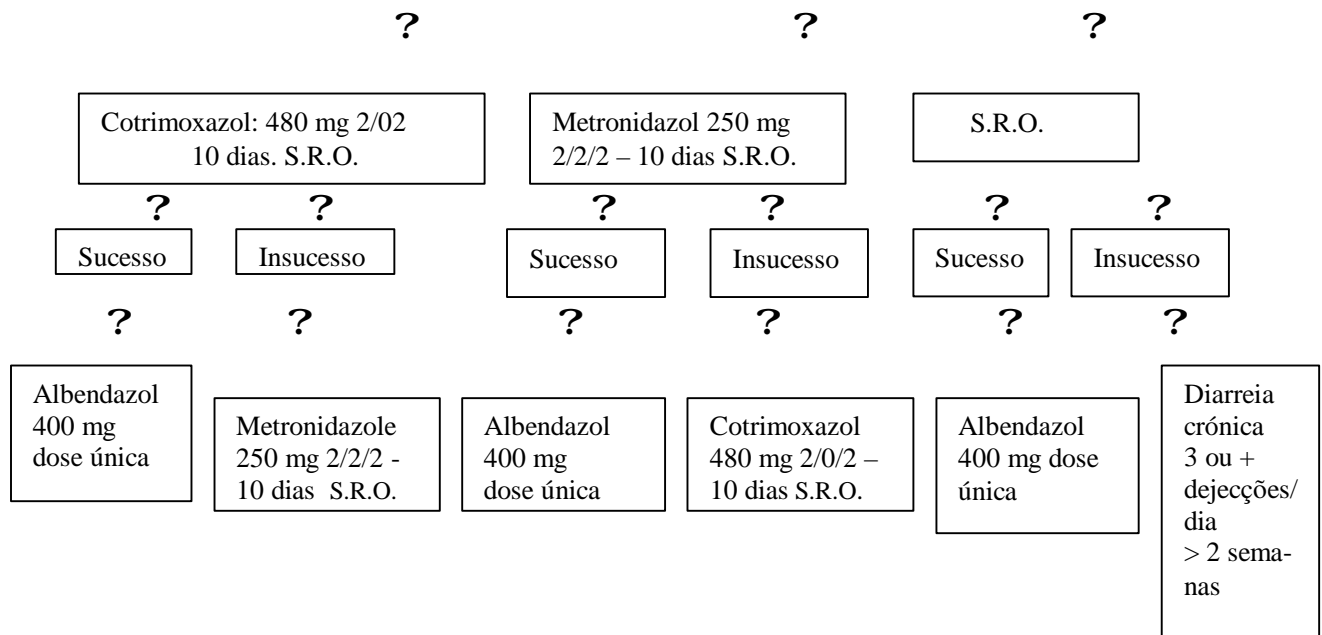 ? ? ?
Cotrimoxazol: 480 mg 2/02
10 dias. S.R.O.
Metronidazol 250 mg
2/2/2 – 10 dias S.R.O.
S.R.O.
? ? ? ? ? ?
Sucesso
Insucesso
Sucesso
Insucesso
Sucesso
Insucesso
? ? ? ? ? ?
Albendazol
400 mg
dose única
Metronidazole
250 mg 2/2/2 -
10 dias S.R.O.
Albendazol
400 mg
dose única
Cotrimoxazol
480 mg 2/0/2 –
10 dias S.R.O.
Albendazol
400 mg dose
única
Diarreia
crónica
3 ou +
dejecções/
dia
> 2 sema-
nas